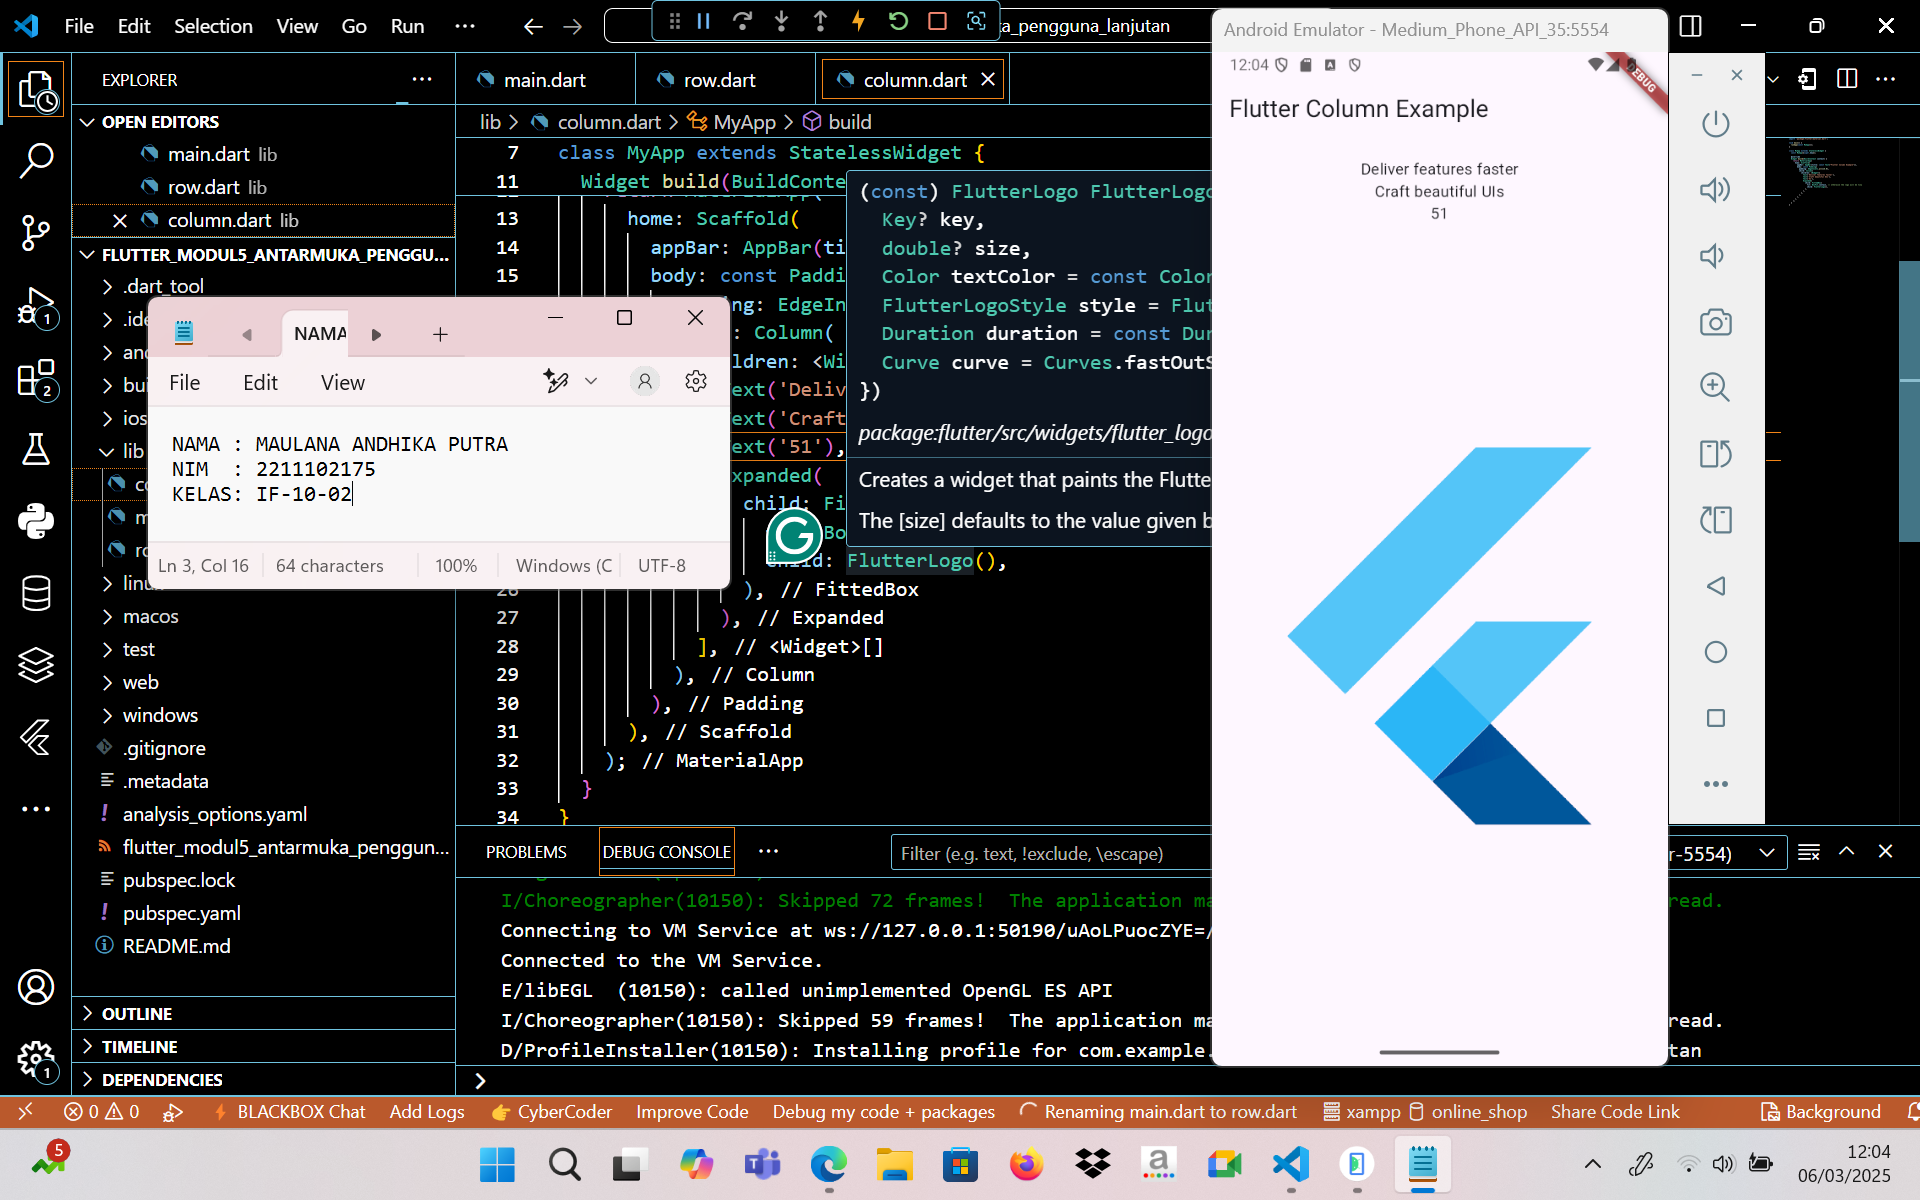 File Edit Selection View Go Run
a_pengguna_lanjutan
EXPLORER
OPEN EDITORS
main.dart lib
row.dart lib
column.dart lib
FLUTTER_MODUL5_ANTARMUKA_PENGGU...
.dart_tool
lib
macos
test
web
windows
.gitignore
.metadata
analysis_options.yaml
flutter_modul5_antarmuka_penggun...
pubspec.lock
pubspec.yaml
README.md
OUTLINE
TIMELINE
DEPENDENCIES
main.dart
row.dart
column.dart
lib > column.dart > MyApp > build
7 class MyApp extends StatelessWidget {
11 Widget build(BuildConte
13 home: Scaffold(
14 appBar: AppBar(ti
15 body: const Paddi
ng: EdgeIn
: Column(
ldren: <Wi
ext('Deliv
ext('Craft
ext('51'),
xpanded(
child: Fi
child: FlutterLogo(),
26 ), // FittedBox
27 ), // Expanded
28 ], // <Widget>[]
29 ), // Column
30 ), // Padding
31 ), // Scaffold
32 ); // MaterialApp
33 }
34 }
(const) FlutterLogo FlutterLogo
Key? key,
double? size,
Color textColor = const Color
FlutterLogoStyle style = Flut
Duration duration = const Dur
Curve curve = Curves.fastOutS
})
package:flutter/src/widgets/flutter_logo
Creates a widget that paints the Flutte
The [size] defaults to the value given b
NAMA
File Edit View
NAMA : MAULANA ANDHIKA PUTRA
NIM  : 2211102175
KELAS: IF-10-02
Ln 3, Col 16 64 characters 100% Windows (C UTF-8
PROBLEMS DEBUG CONSOLE
Filter (e.g. text, !exclude, \escape)
r-5554)
I/Choreographer(10150): Skipped 72 frames!  The application ma
read.
Connecting to VM Service at ws://127.0.0.1:50190/uAoLPuocZYE=/
Connected to the VM Service.
E/libEGL  (10150): called unimplemented OpenGL ES API
I/Choreographer(10150): Skipped 59 frames!  The application ma
read.
D/ProfileInstaller(10150): Installing profile for com.example.
tan
Android Emulator - Medium_Phone_API_35:5554
12:04
DEBUG
Flutter Column Example
Deliver features faster
Craft beautiful UIs
51
0 0 BLACKBOX Chat Add Logs CyberCoder Improve Code Debug my code + packages Renaming main.dart to row.dart xampp online_shop Share Code Link Background
5
12:04
06/03/2025